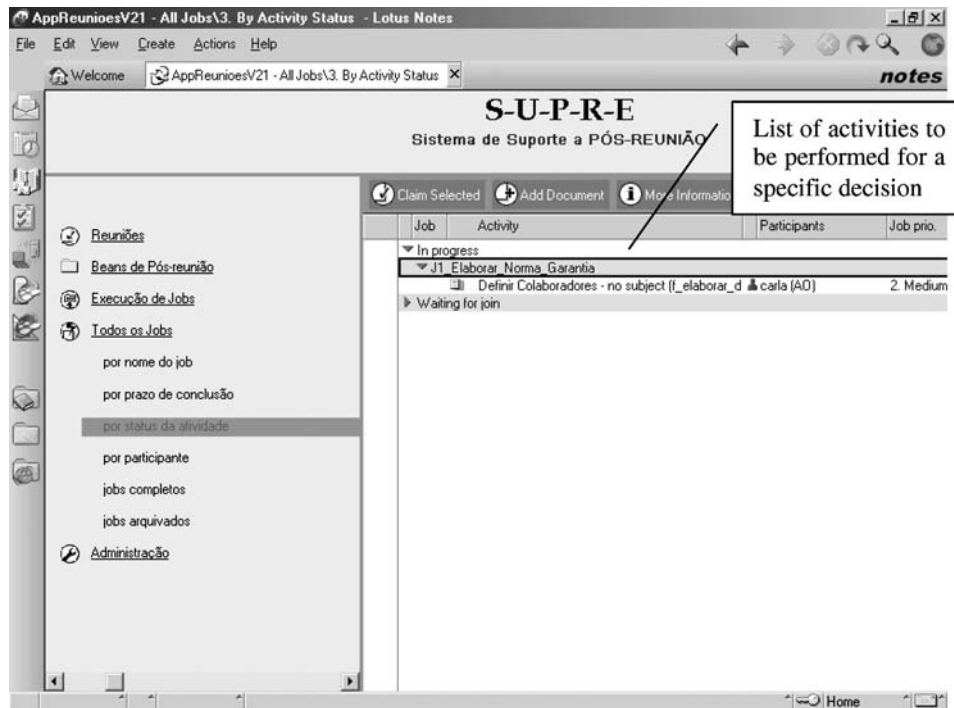 AppReunioesV21 - All Jobs\3. By Activity Status - Lotus Notes
File Edit View Create Actions Help
Welcome AppReunioesV21 - All Jobs\3. By Activity Status
notes
S-U-P-R-E
Sistema de Suporte a PÓS-REUNIÃO
List of activities to
be performed for a
specific decision
Claim Selected Add Document More Informatio
Job Activity Participants Job prio.
Reuniões
Beans de Pós-reunião
Execução de Jobs
Todos os Jobs
por nome do job
por prazo de conclusão
por status da atividade
por participante
jobs completos
jobs arquivados
Administração
In progress
J1_Elaborar_Norma_Garantia
Definir Colaboradores - no subject (f_elaborar_d carla (AO) 2. Medium
Waiting for join
Home